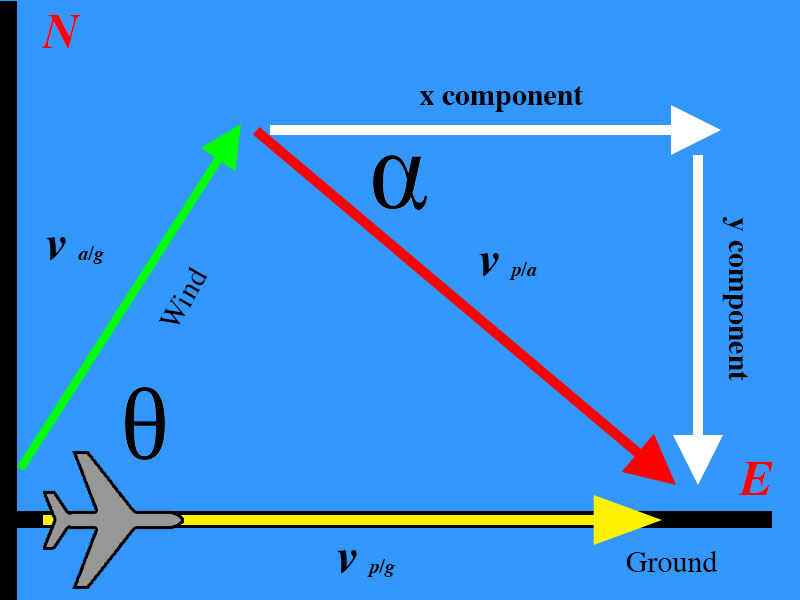 N
x component
α
v a/g
v p/a
y component
Wind
θ
E
v p/g
Ground